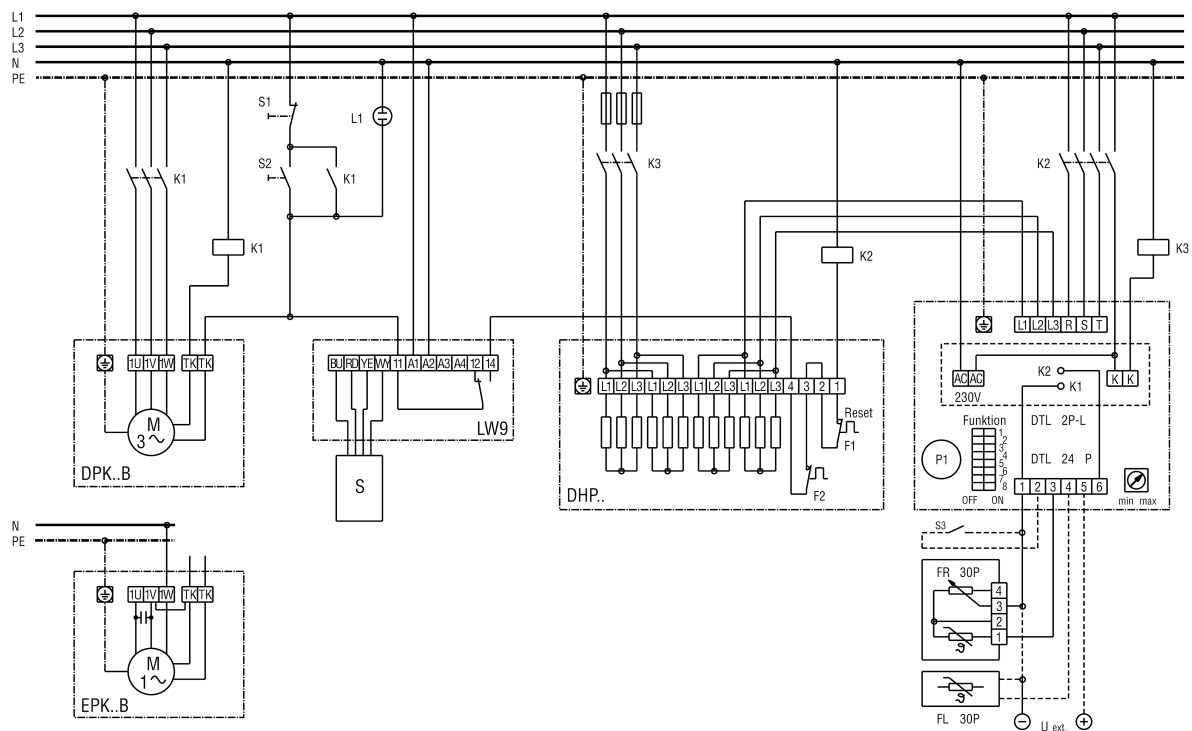 L1
L2
L3
N
PE
S1
L1
S2
K1
K1
K3
K2
K1
K2
K3
L1 L2 L3 R S T
1U 1V 1W TK TK
BU RD YE WY 11 A1 A2 A3 A4 12 14
L1 L2 L3 L1 L2 L3 L1 L2 L3 L1 L2 L3 4 3 2 1
AC AC
230V
K2
K1
K K
M
3~
DPK..B
LW9
Reset
F1
S
DHP..
F2
Funktion
DTL 2P-L
P1
1
2
3
4
5
6
7
8
DTL 24 P
1 2 3 4 5 6
OFF ON
min max
N
PE
S3
1U 1V 1W TK TK
M
1~
EPK..B
FR 30P
4
3
2
1
ϑ
ϑ
FL 30P
− U ext. +